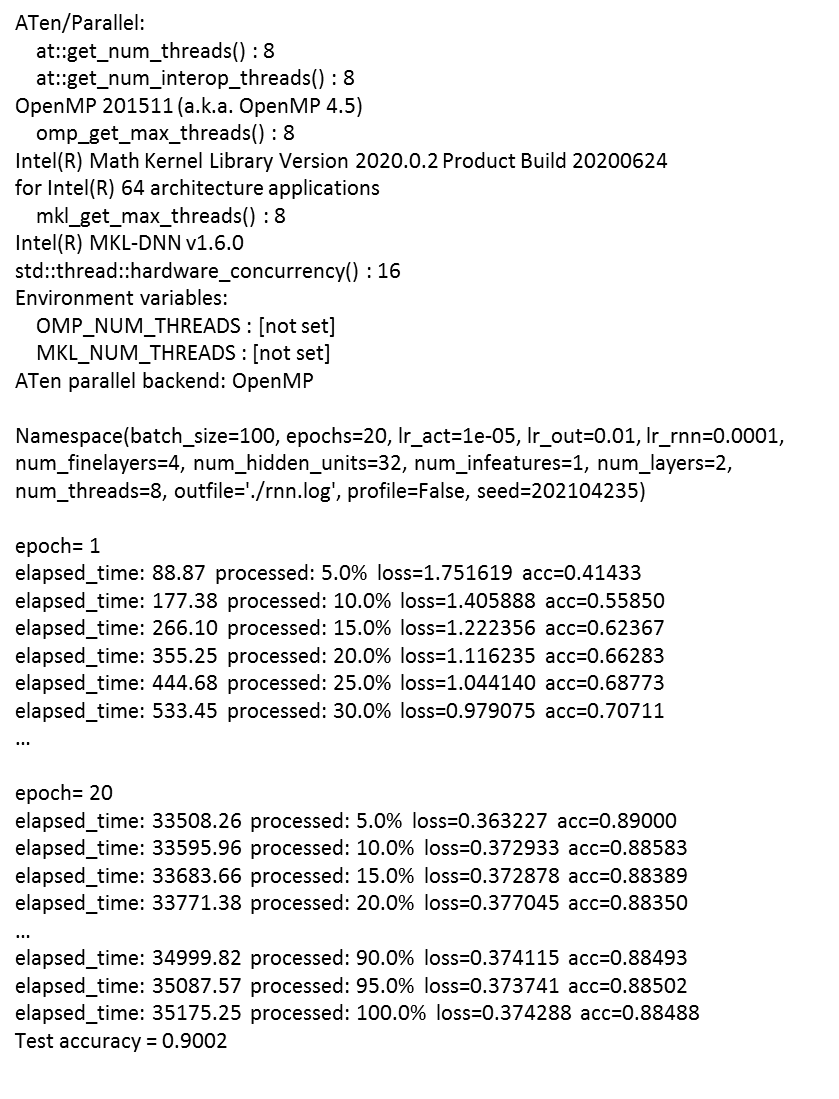 ATen/Parallel:
at::get_num_threads() : 8
at::get_num_interop_threads() : 8
OpenMP 201511 (a.k.a. OpenMP 4.5)
omp_get_max_threads() : 8
Intel(R) Math Kernel Library Version 2020.0.2 Product Build 20200624
for Intel(R) 64 architecture applications
mkl_get_max_threads() : 8
Intel(R) MKL-DNN v1.6.0
std::thread::hardware_concurrency() : 16
Environment variables:
OMP_NUM_THREADS : [not set]
MKL_NUM_THREADS : [not set]
ATen parallel backend: OpenMP
Namespace(batch_size=100, epochs=20, lr_act=1e-05, lr_out=0.01, lr_rnn=0.0001,
num_finelayers=4, num_hidden_units=32, num_infeatures=1, num_layers=2,
num_threads=8, outfile='./rnn.log', profile=False, seed=202104235)
epoch= 1
elapsed_time: 88.87 processed: 5.0% loss=1.751619 acc=0.41433
elapsed_time: 177.38 processed: 10.0% loss=1.405888 acc=0.55850
elapsed_time: 266.10 processed: 15.0% loss=1.222356 acc=0.62367
elapsed_time: 355.25 processed: 20.0% loss=1.116235 acc=0.66283
elapsed_time: 444.68 processed: 25.0% loss=1.044140 acc=0.68773
elapsed_time: 533.45 processed: 30.0% loss=0.979075 acc=0.70711
...
epoch= 20
elapsed_time: 33508.26 processed: 5.0% loss=0.363227 acc=0.89000
elapsed_time: 33595.96 processed: 10.0% loss=0.372933 acc=0.88583
elapsed_time: 33683.66 processed: 15.0% loss=0.372878 acc=0.88389
elapsed_time: 33771.38 processed: 20.0% loss=0.377045 acc=0.88350
...
elapsed_time: 34999.82 processed: 90.0% loss=0.374115 acc=0.88493
elapsed_time: 35087.57 processed: 95.0% loss=0.373741 acc=0.88502
elapsed_time: 35175.25 processed: 100.0% loss=0.374288 acc=0.88488
Test accuracy = 0.9002